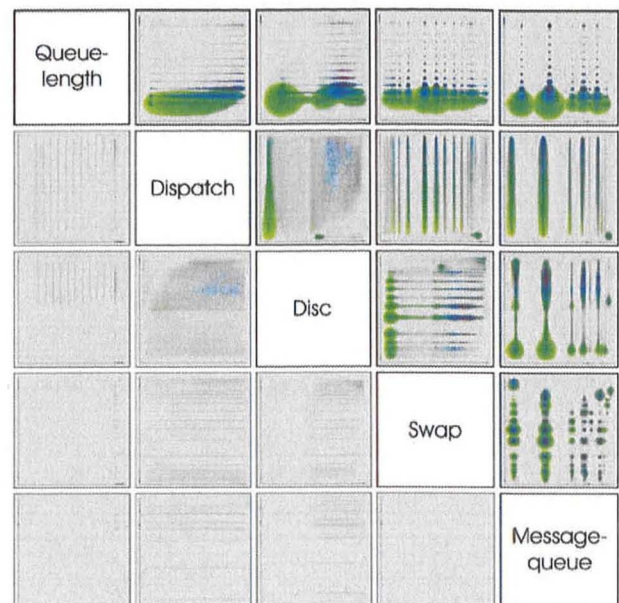 Queue-
length
Dispatch
Disc
Swap
Message-
queue